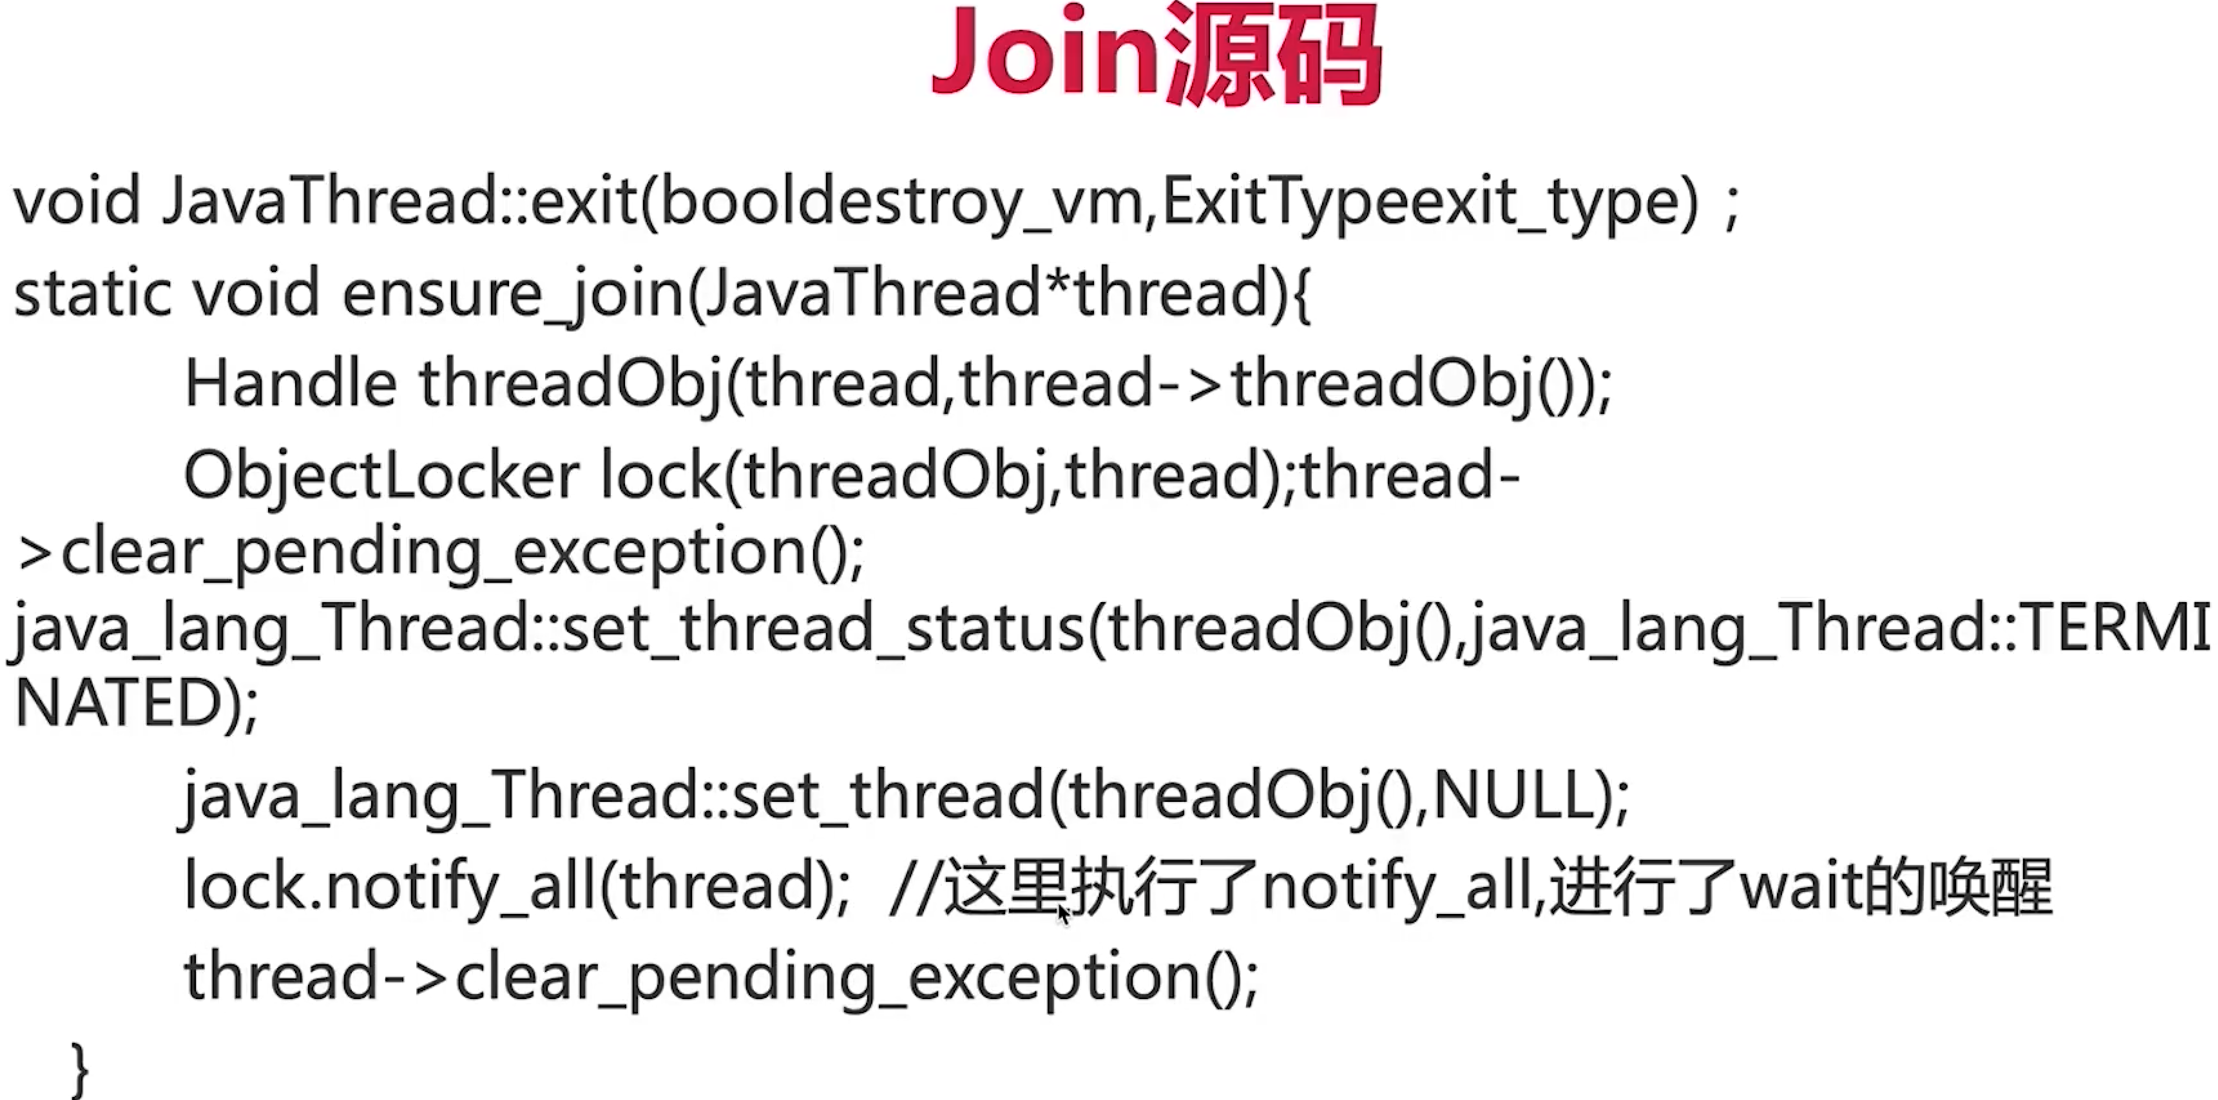 Join源码
void JavaThread::exit(booldestroy_vm,ExitTypeexit_type) ;
static void ensure_join(JavaThread*thread){
Handle threadObj(thread,thread->threadObj());
ObjectLocker lock(threadObj,thread);thread-
>clear_pending_exception();
java_lang_Thread::set_thread_status(threadObj(),java_lang_Thread::TERMI
NATED);
java_lang_Thread::set_thread(threadObj(),NULL);
lock.notify_all(thread);  //这里执行了notify_all,进行了wait的唤醒
thread->clear_pending_exception();
}